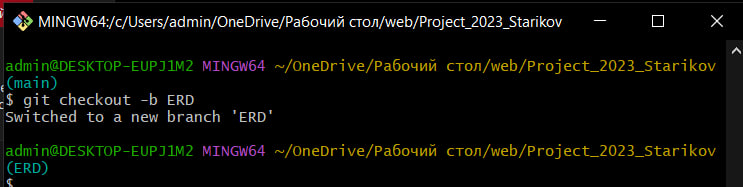 MINGW64:/c/Users/admin/OneDrive/Рабочий стол/web/Project_2023_Starikov
admin@DESKTOP-EUPJ1M2 MINGW64 ~/OneDrive/Рабочий стол/web/Project_2023_Starikov
(main)
$ git checkout -b ERD
Switched to a new branch 'ERD'
admin@DESKTOP-EUPJ1M2 MINGW64 ~/OneDrive/Рабочий стол/web/Project_2023_Starikov
(ERD)
$